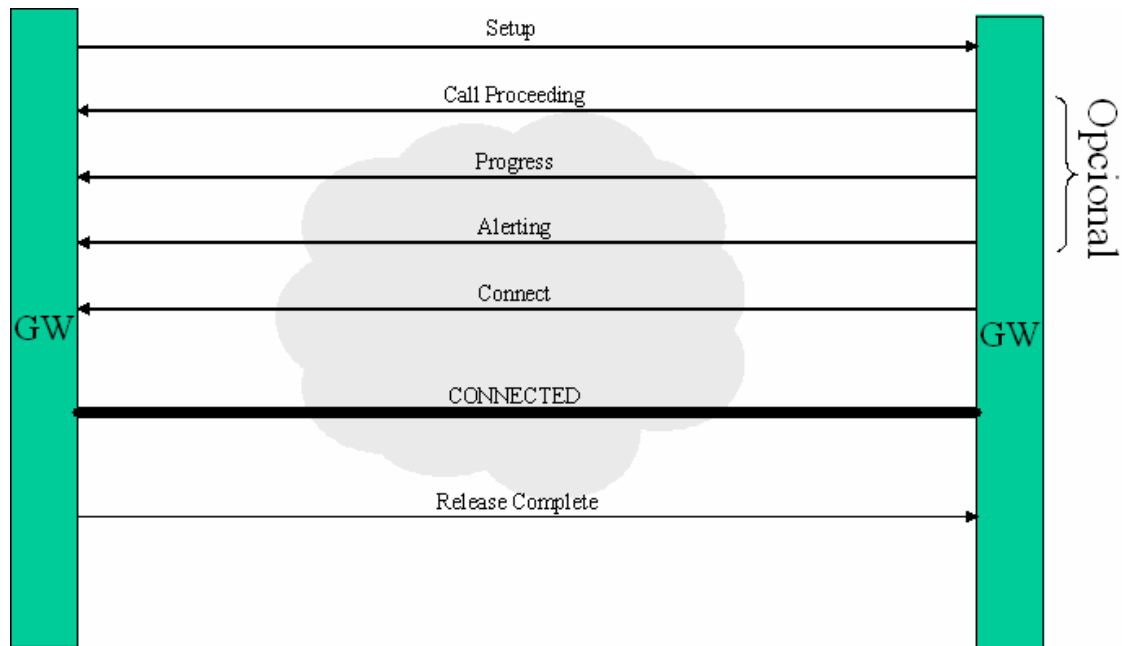 Setup
Call Proceeding
Progress
Alerting
Opcional
Connect
GW
GW
CONNECTED
Release Complete